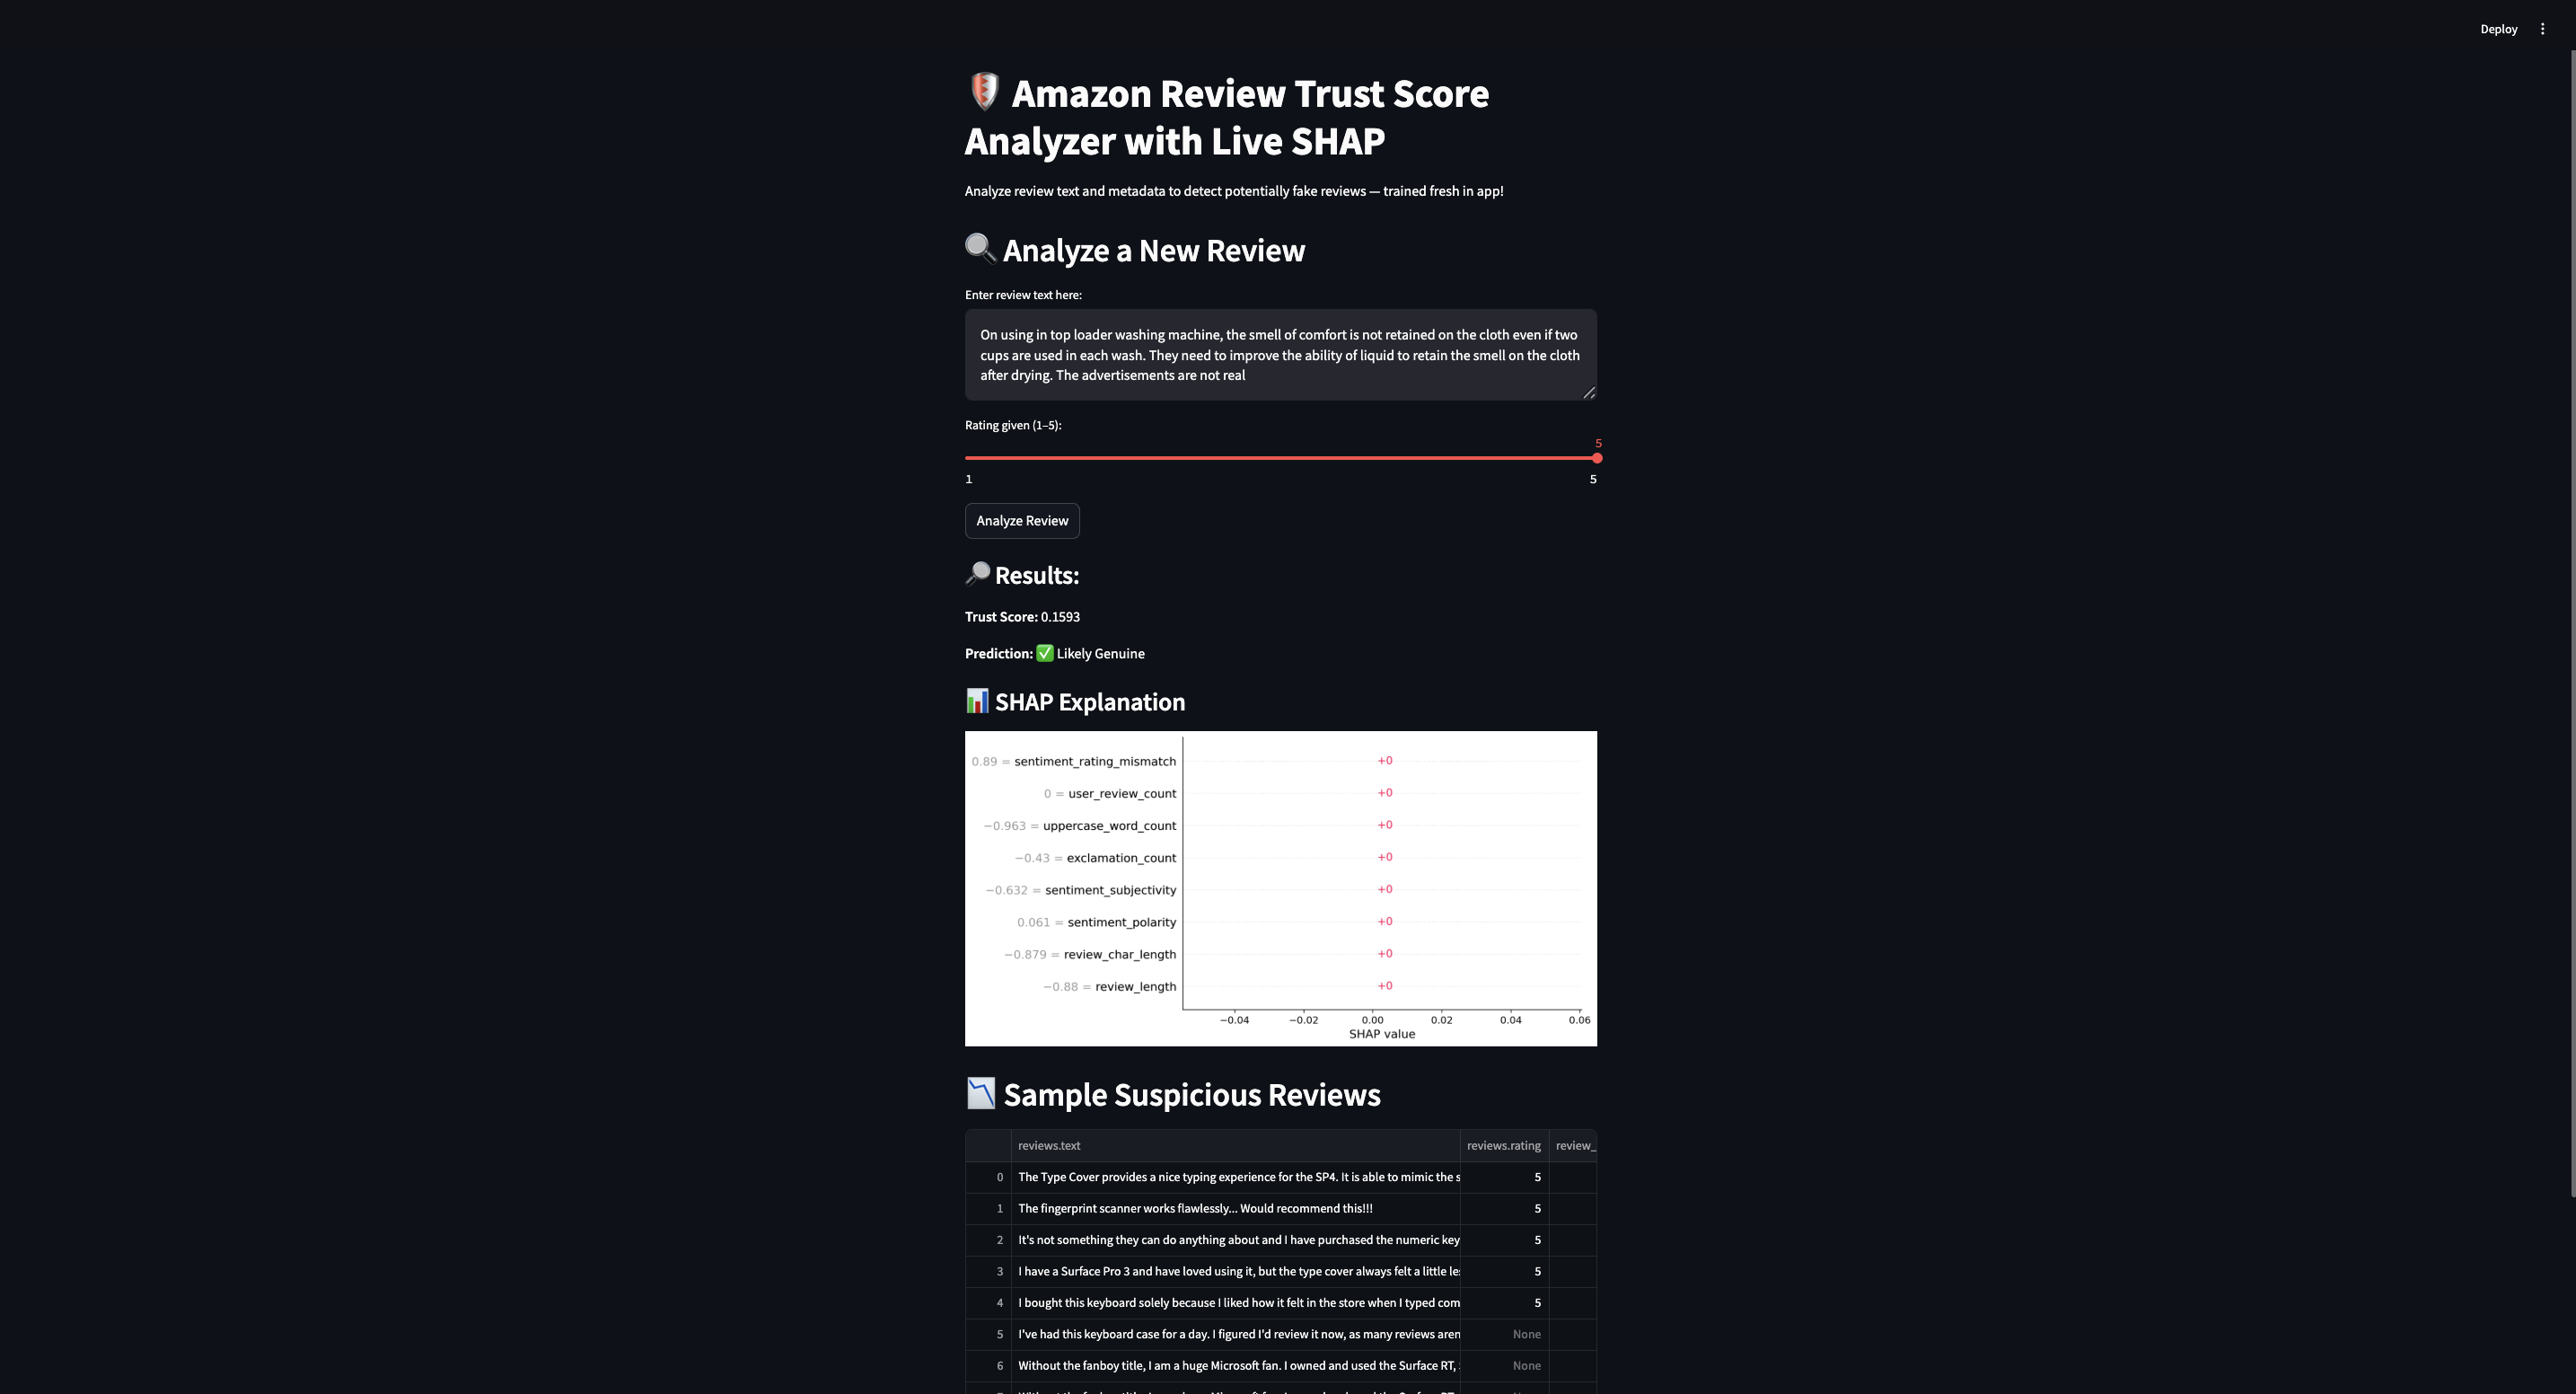 Deploy
Amazon Review Trust Score
Analyzer with Live SHAP
Analyze review text and metadata to detect potentially fake reviews — trained fresh in app!
Analyze a New Review
Enter review text here:
On using in top loader washing machine, the smell of comfort is not retained on the cloth even if two
cups are used in each wash. They need to improve the ability of liquid to retain the smell on the cloth
after drying. The advertisements are not real
Rating given (1–5):
5
1 5
Analyze Review
Results:
Trust Score: 0.1593
Prediction: ✅ Likely Genuine
SHAP Explanation
0.89 = sentiment_rating_mismatch +0
0 = user_review_count +0
−0.963 = uppercase_word_count +0
−0.43 = exclamation_count +0
−0.632 = sentiment_subjectivity +0
0.061 = sentiment_polarity +0
−0.879 = review_char_length +0
−0.88 = review_length +0
−0.04 −0.02 0.00 0.02 0.04 0.06
SHAP value
Sample Suspicious Reviews
reviews.text reviews.rating review_
0 The Type Cover provides a nice typing experience for the SP4. It is able to mimic the s 5
1 The fingerprint scanner works flawlessly... Would recommend this!!! 5
2 It's not something they can do anything about and I have purchased the numeric key 5
3 I have a Surface Pro 3 and have loved using it, but the type cover always felt a little le 5
4 I bought this keyboard solely because I liked how it felt in the store when I typed com 5
5 I've had this keyboard case for a day. I figured I'd review it now, as many reviews aren None
6 Without the fanboy title, I am a huge Microsoft fan. I owned and used the Surface RT, None